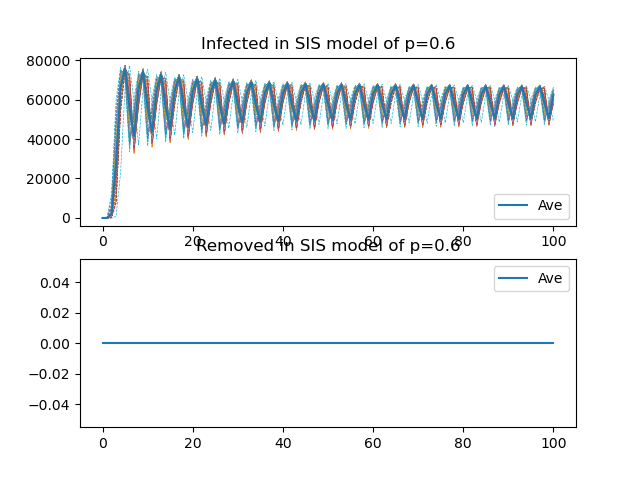 Infected in SIS model of p=0.6
80000
60000
40000
20000
0
Ave
0 20 40 60 80 100
Removed in SIS model of p=0.6
0.04
0.02
0.00
−0.02
−0.04
Ave
0 20 40 60 80 100